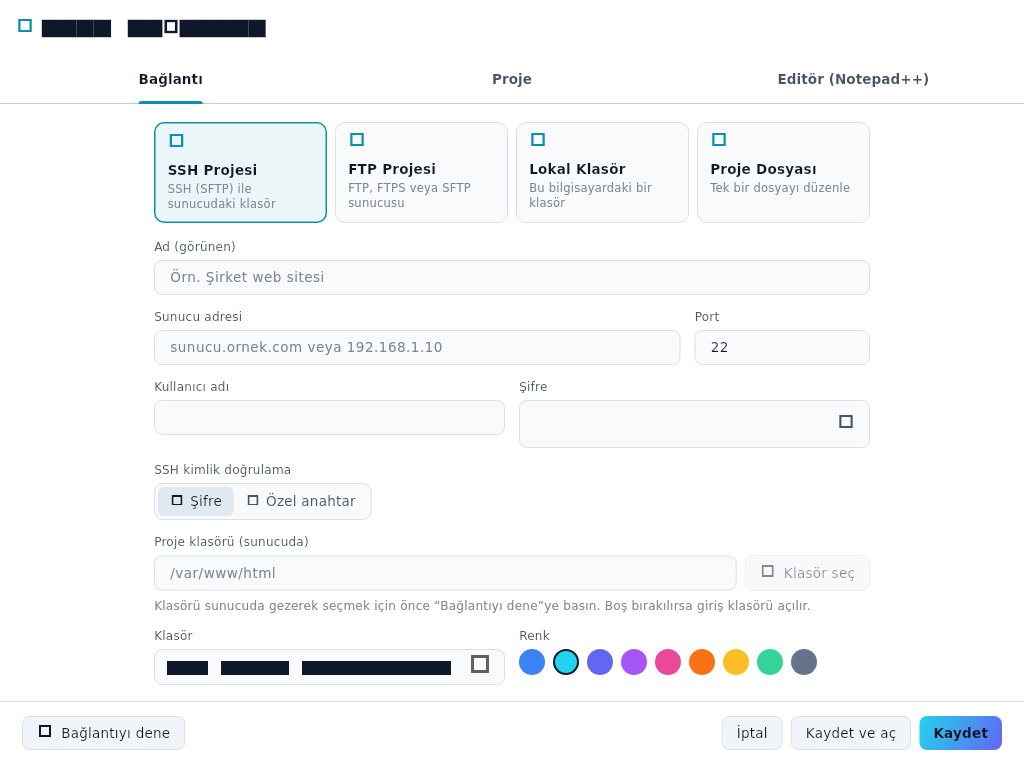 Bağlantı
Proje
Editör (Notepad++)
SSH Projesi
SSH (SFTP) ile
sunucudaki klasör
FTP Projesi
FTP, FTPS veya SFTP
sunucusu
Lokal Klasör
Bu bilgisayardaki bir
klasör
Proje Dosyası
Tek bir dosyayı düzenle
Ad (görünen)
Örn. Şirket web sitesi
Sunucu adresi
Port
sunucu.ornek.com veya 192.168.1.10
22
Kullanıcı adı
Şifre
SSH kimlik doğrulama
Şifre
Özel anahtar
Proje klasörü (sunucuda)
/var/www/html
Klasör seç
Klasörü sunucuda gezerek seçmek için önce “Bağlantıyı dene”ye basın. Boş bırakılırsa giriş klasörü açılır.
Klasör
Renk
Bağlantıyı dene
İptal
Kaydet ve aç
Kaydet